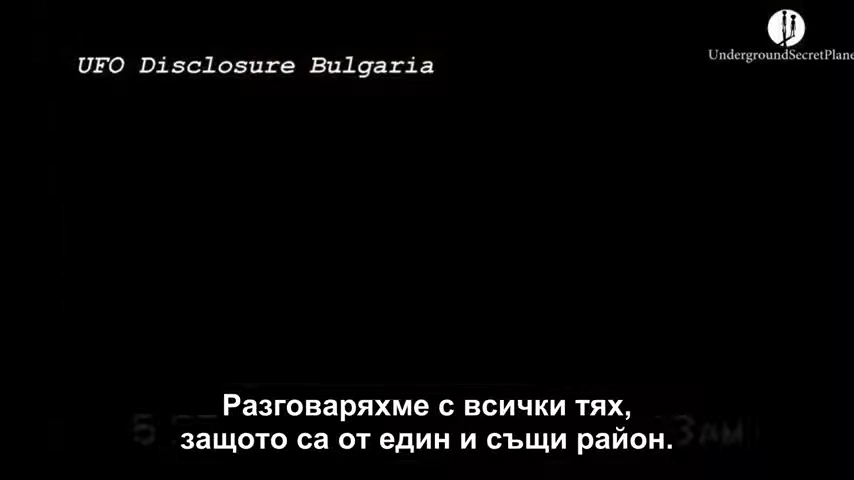 UFO Disclosure Bulgaria
UndergroundSecretPlane
Разговаряхме с всички тях,
защото са от един и същи район.